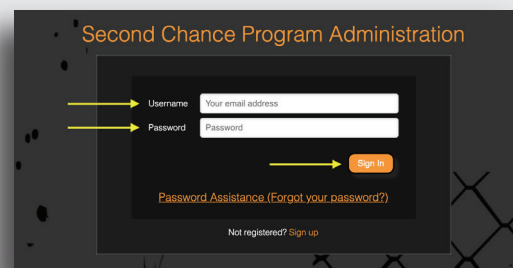 Second Chance Program Administration
Username Your email address
Password Password
Sign In
Password Assistance (Forgot your password?)
Not registered? Sign up